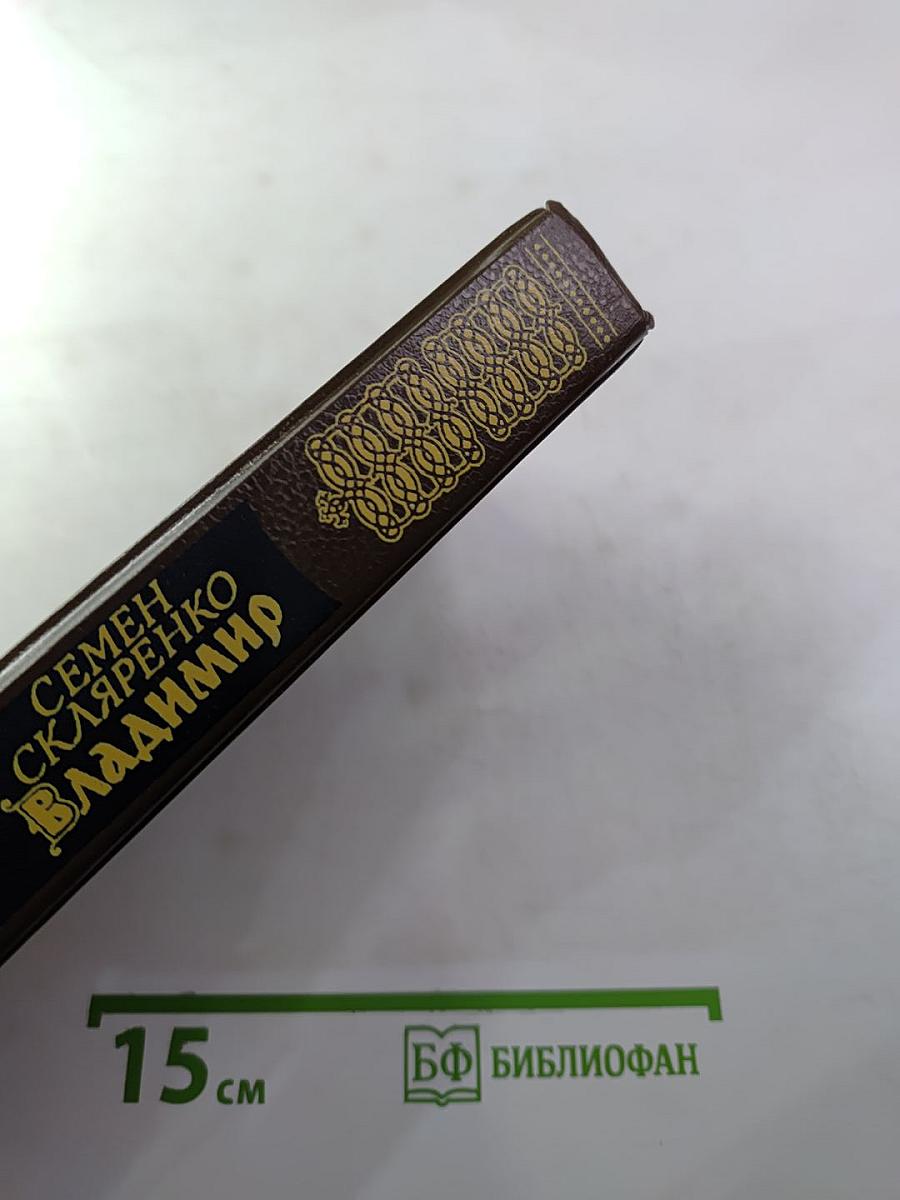 СЕМЕН
СКЛЯРЕНКО
Владимир
15 см
БФ БИБЛИОФАН